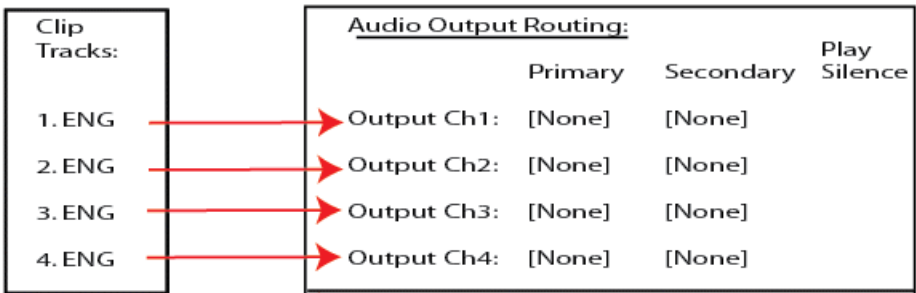 Clip
Tracks:
1. ENG
2. ENG
3. ENG
4. ENG
Audio Output Routing:
Primary Secondary Play Silence
Output Ch1: [None] [None]
Output Ch2: [None] [None]
Output Ch3: [None] [None]
Output Ch4: [None] [None]